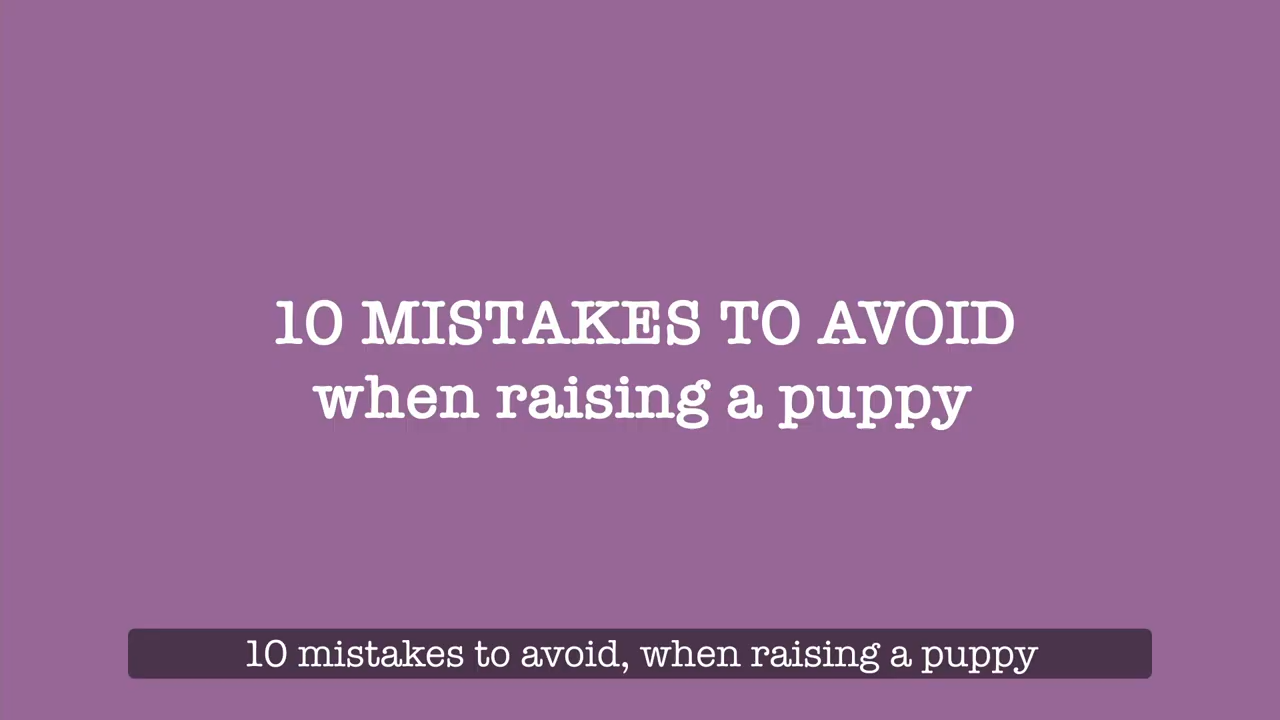 10 MISTAKES TO AVOID
when raising a puppy
10 mistakes to avoid, when raising a puppy